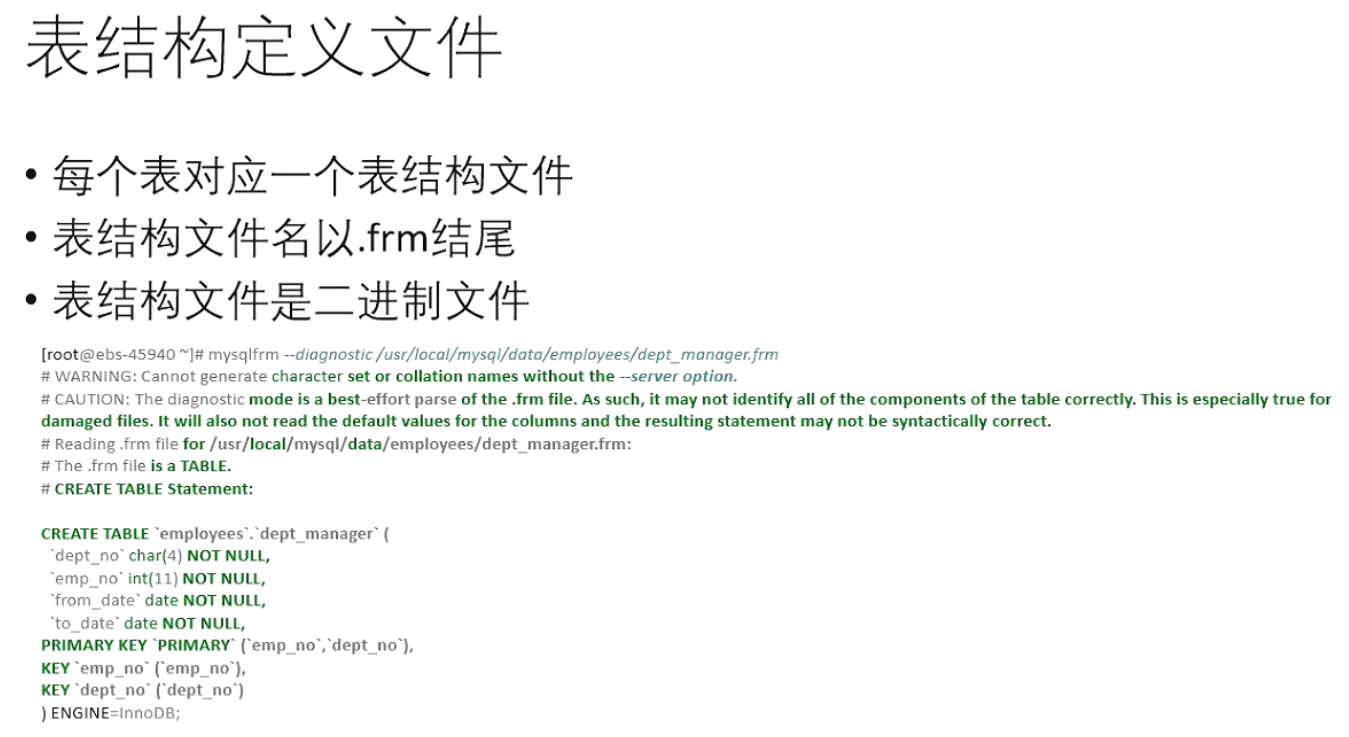 表结构定义文件
• 每个表对应一个表结构文件
• 表结构文件名以.frm结尾
• 表结构文件是二进制文件
[root@ebs-45940 ~]# mysqlfrm --diagnostic /usr/local/mysql/data/employees/dept_manager.frm
# WARNING: Cannot generate character set or collation names without the --server option.
# CAUTION: The diagnostic mode is a best-effort parse of the .frm file. As such, it may not identify all of the components of the table correctly. This is especially true for
damaged files. It will also not read the default values for the columns and the resulting statement may not be syntactically correct.
# Reading .frm file for /usr/local/mysql/data/employees/dept_manager.frm:
# The .frm file is a TABLE.
# CREATE TABLE Statement:
CREATE TABLE `employees`.`dept_manager` (
`dept_no` char(4) NOT NULL,
`emp_no` int(11) NOT NULL,
`from_date` date NOT NULL,
`to_date` date NOT NULL,
PRIMARY KEY `PRIMARY` (`emp_no`,`dept_no`),
KEY `emp_no` (`emp_no`),
KEY `dept_no` (`dept_no`)
) ENGINE=InnoDB;